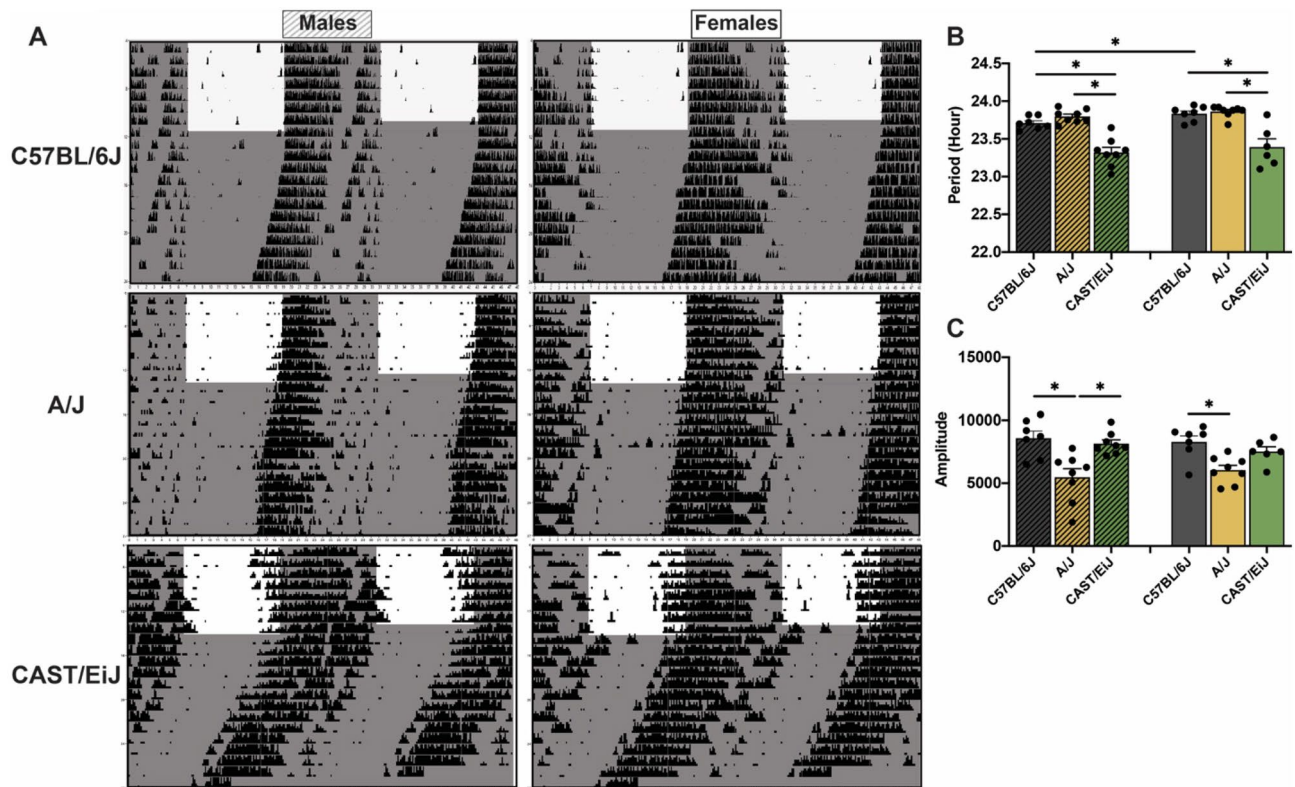 A
Males
Females
C57BL/6J
A/J
CAST/EiJ
B
*
*
*
*
*
24.5
24.0
23.5
23.0
22.5
22.0
Period (Hour)
C57BL/6J
A/J
CAST/EiJ
C57BL/6J
A/J
CAST/EiJ
C
*
*
*
15000
10000
5000
0
Amplitude
C57BL/6J
A/J
CAST/EiJ
C57BL/6J
A/J
CAST/EiJ